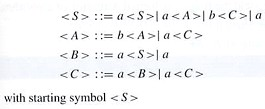 < S > ::= a < S >| a < A >| b < C >| a
< A > ::= b < A >| a < C >
< B > ::= a < S >| a
< C > ::= a < B >| a < C >
with starting symbol < S >